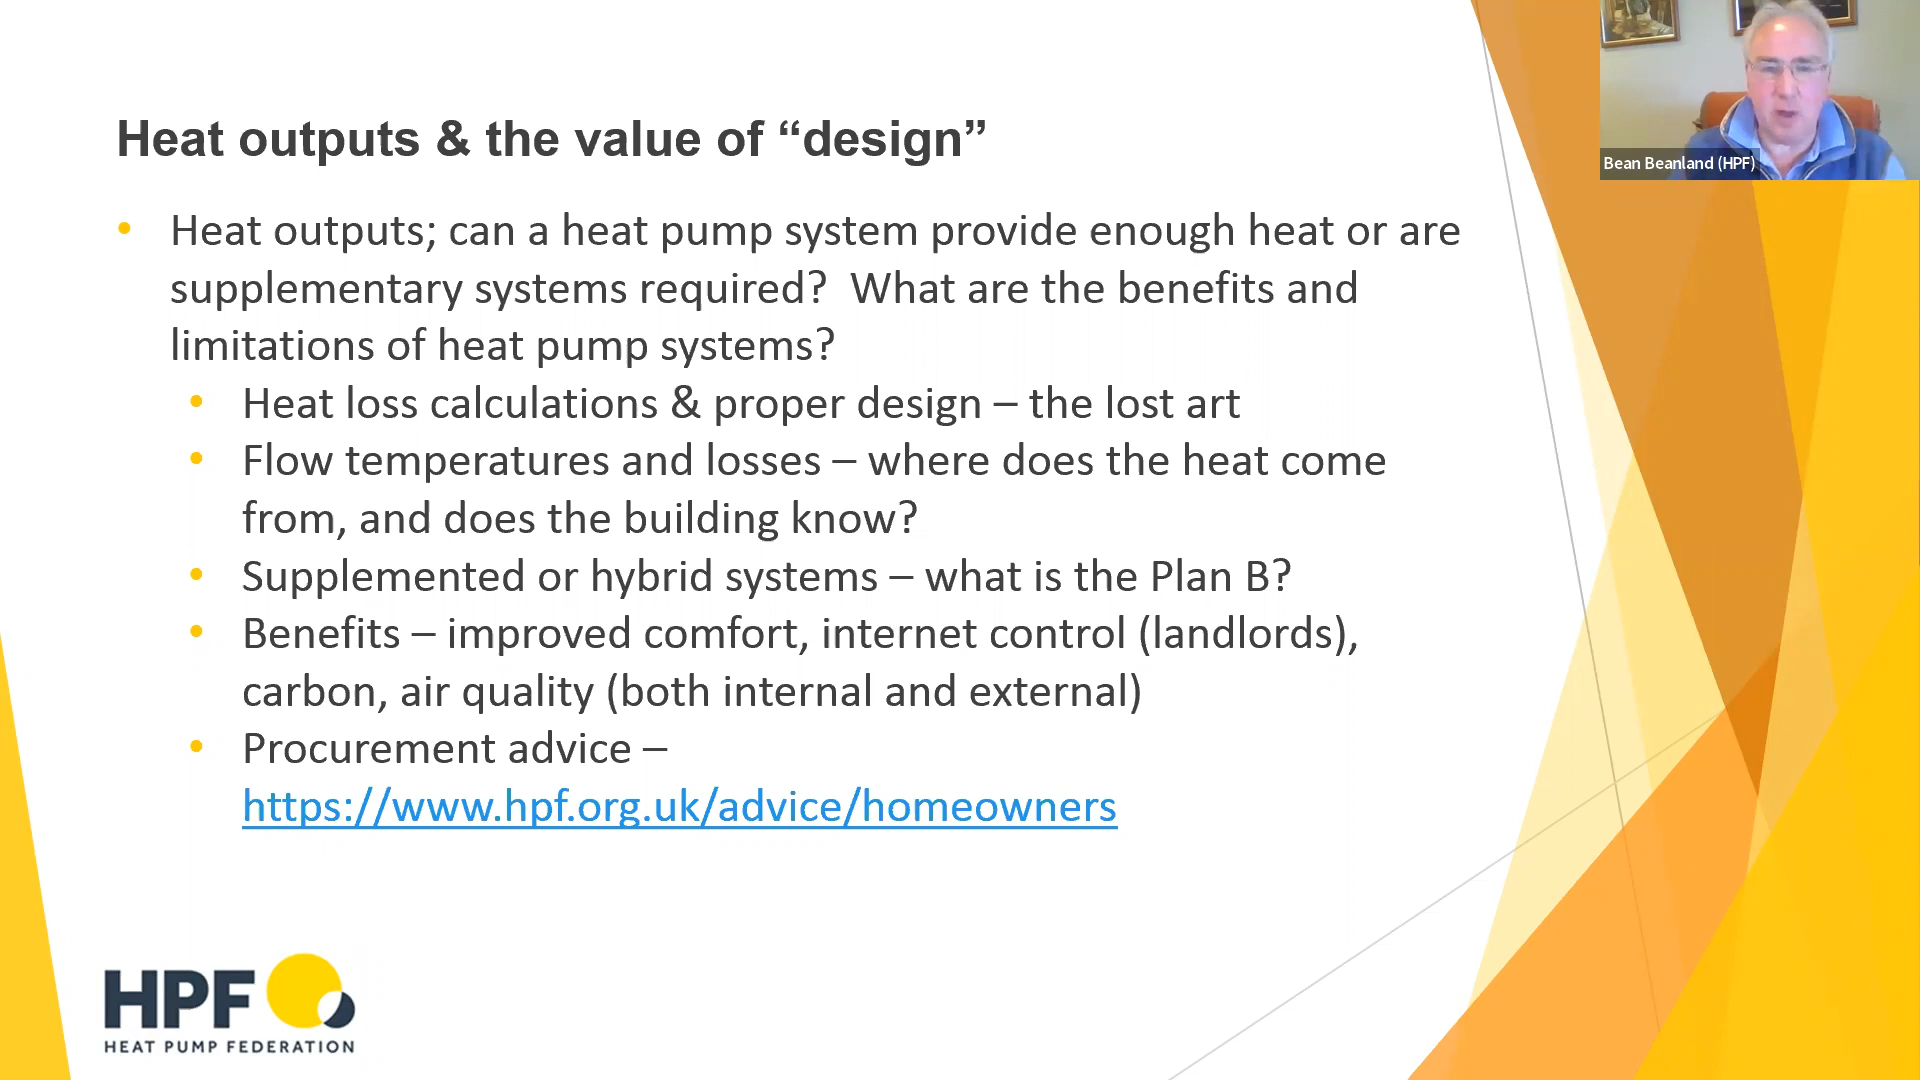 Heat outputs & the value of “design”
• Heat outputs; can a heat pump system provide enough heat or are
supplementary systems required?  What are the benefits and
limitations of heat pump systems?
• Heat loss calculations & proper design – the lost art
• Flow temperatures and losses – where does the heat come
from, and does the building know?
• Supplemented or hybrid systems – what is the Plan B?
• Benefits – improved comfort, internet control (landlords),
carbon, air quality (both internal and external)
• Procurement advice –
https://www.hpf.org.uk/advice/homeowners
HPF
HEAT PUMP FEDERATION
Bean Beanland (HPF)